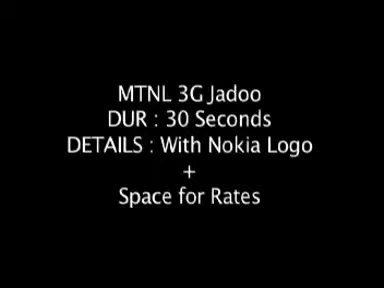 MTNL 3G Jadoo
DUR : 30 Seconds
DETAILS : With Nokia Logo
+
Space for Rates